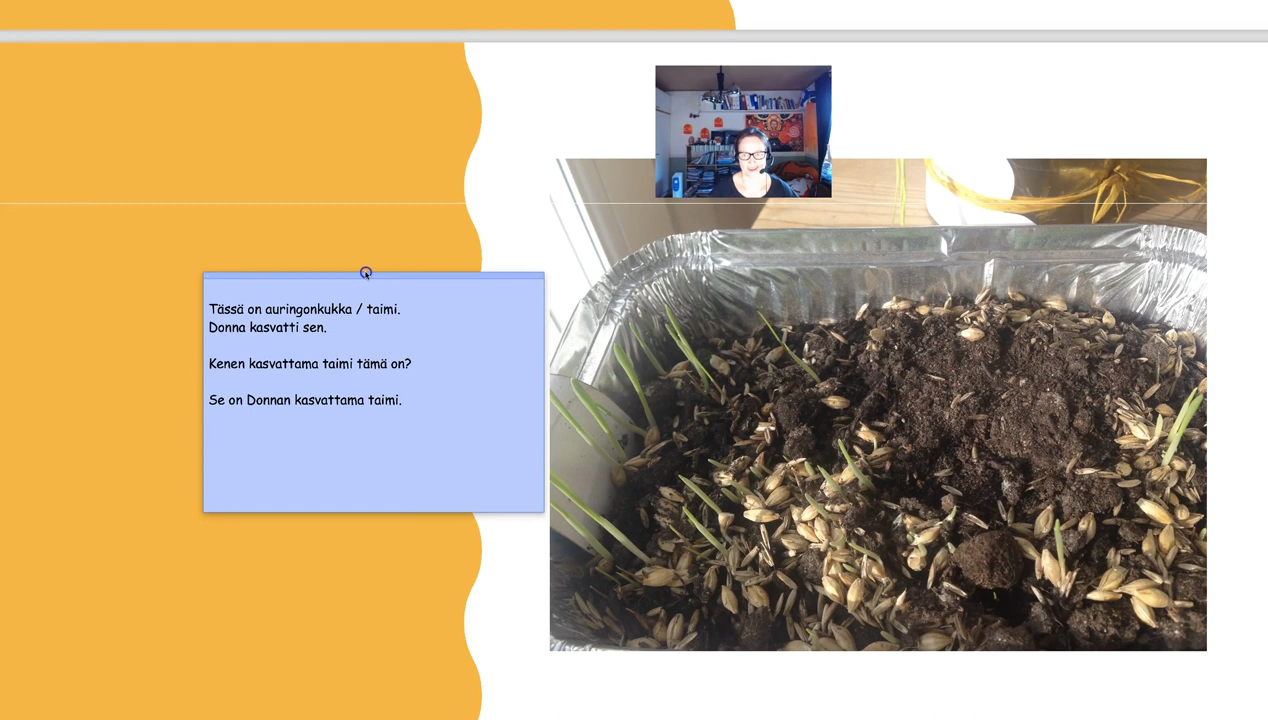 Tässä on auringonkukka / taimi.
Donna kasvatti sen.
Kenen kasvattama taimi tämä on?
Se on Donnan kasvattama taimi.